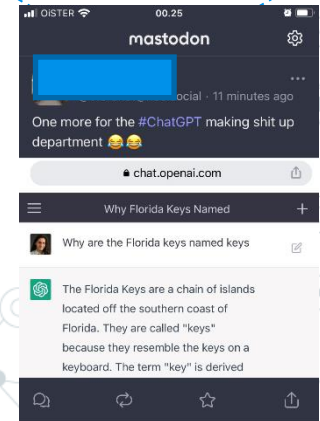 OiSTER 00.25
mastodon
ocial · 11 minutes ago
One more for the #ChatGPT making shit up
department 😂😂
chat.openai.com
Why Florida Keys Named
Why are the Florida keys named keys
The Florida Keys are a chain of islands
located off the southern coast of
Florida. They are called "keys"
because they resemble the keys on a
keyboard. The term "key" is derived